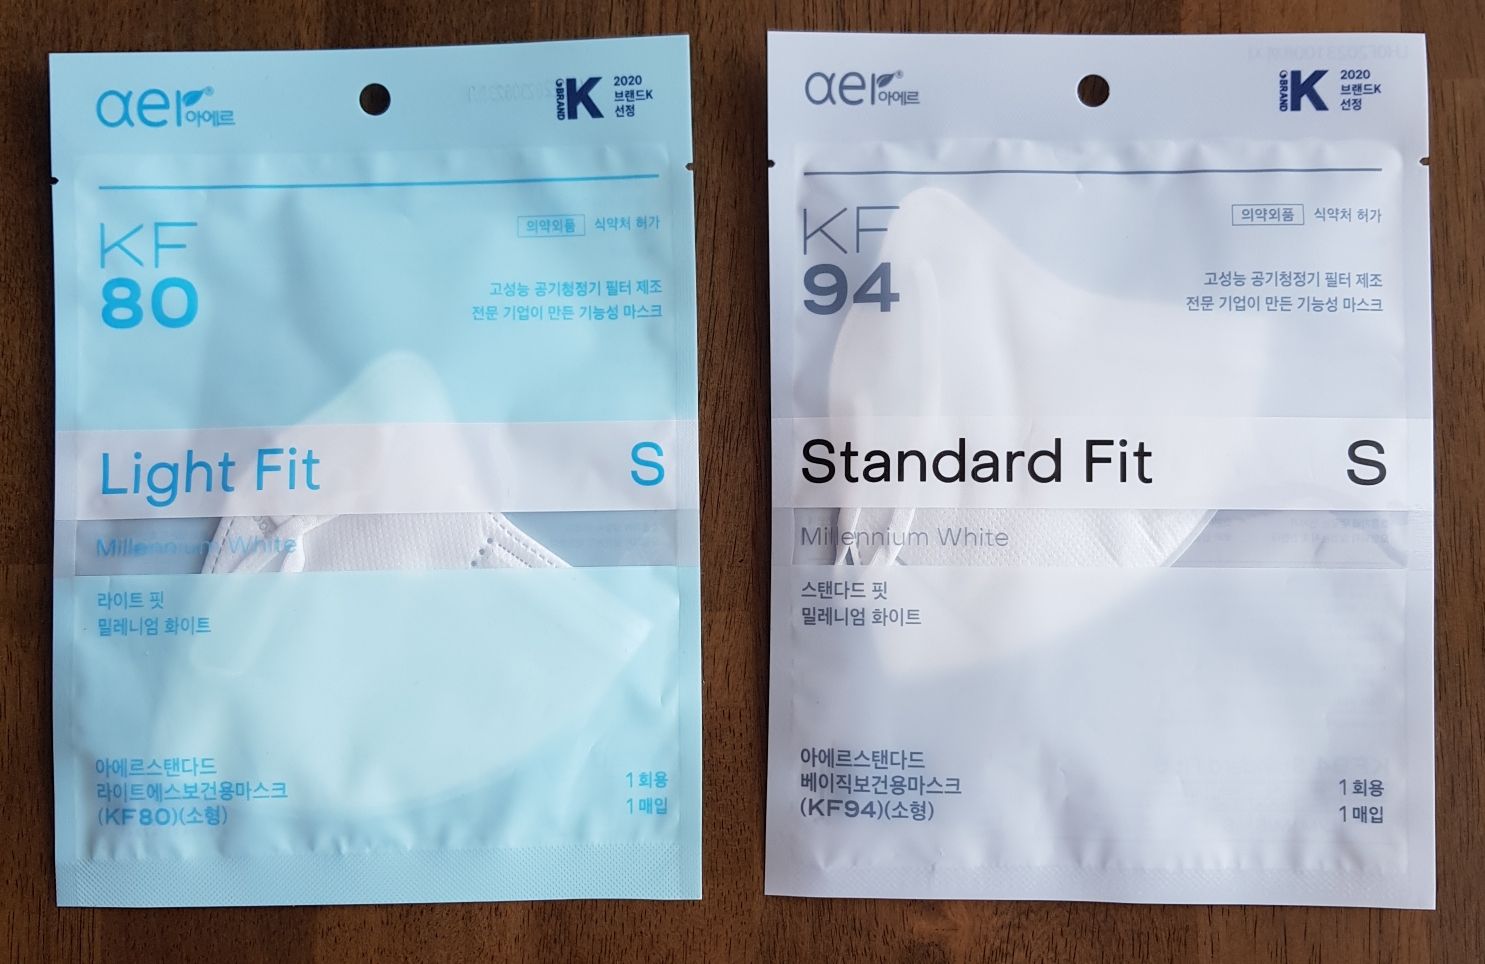 aer
아에르
BRAND
K
2020
브랜드K
선정
KF
80
의약외품 식약처 허가
고성능 공기청정기 필터 제조
전문 기업이 만든 기능성 마스크
Light Fit S
Millennium White
라이트 핏
밀레니엄 화이트
아에르스탠다드
라이트에스보건용마스크
(KF80)(소형)
1회용
1매입
aer
아에르
BRAND
K
2020
브랜드K
선정
KF
94
의약외품 식약처 허가
고성능 공기청정기 필터 제조
전문 기업이 만든 기능성 마스크
Standard Fit S
Millennium White
스탠다드 핏
밀레니엄 화이트
아에르스탠다드
베이직보건용마스크
(KF94)(소형)
1회용
1매입